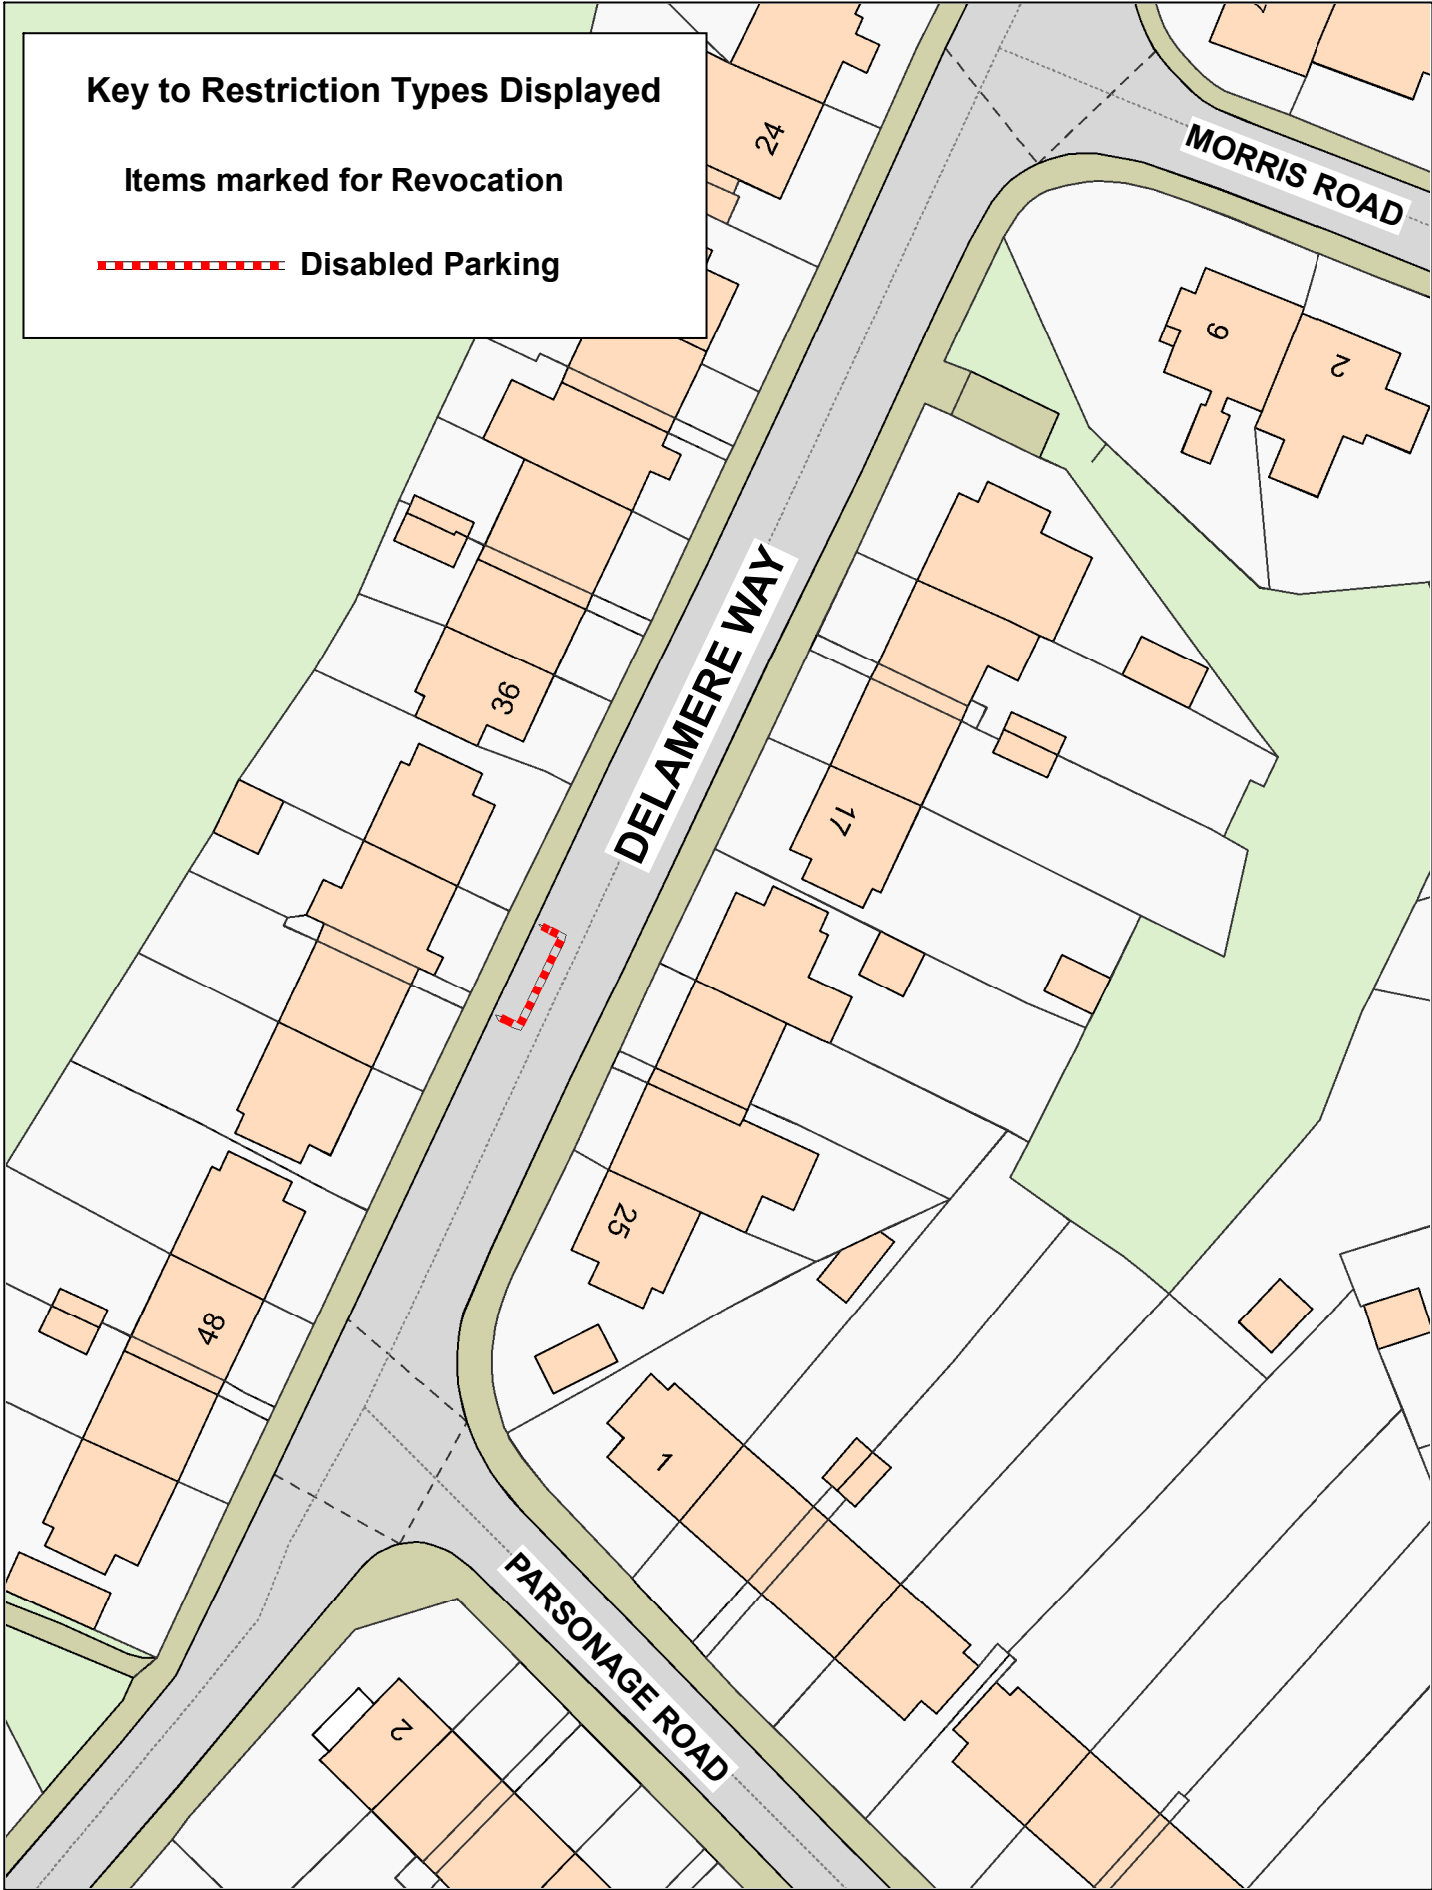 Key to Restriction Types Displayed
Items marked for Revocation
Disabled Parking
24
MORRIS ROAD
9
2
36
DELAMERE WAY
17
25
48
1
PARSONAGE ROAD
2